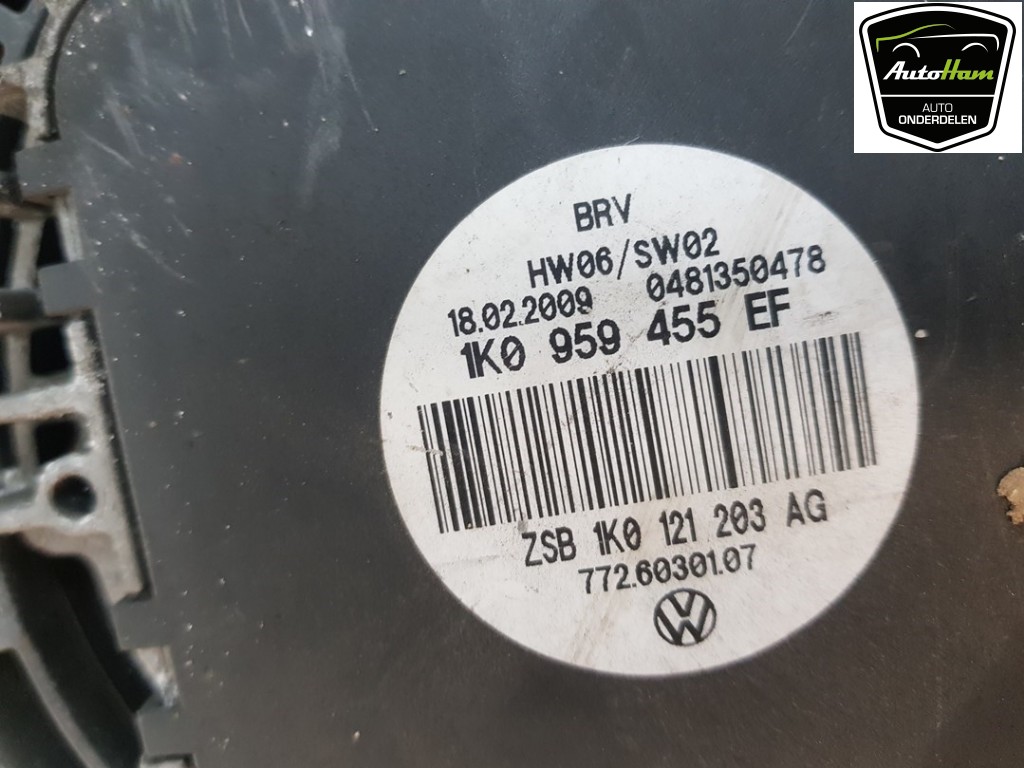 AutoHam
AUTO
ONDERDELEN
BRV
HW06/SW02
18.02.2009 0481350478
1K0 959 455 EF
ZSB 1K0 121 203 AG
772.60301.07